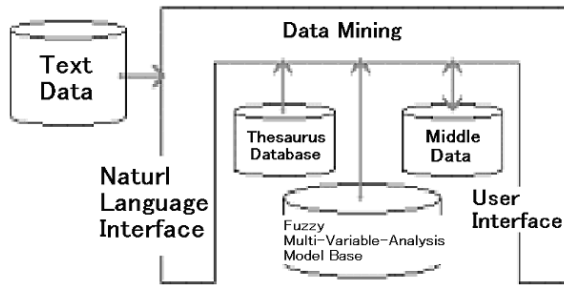 Data Mining
Text
Data
Thesaurus
Database
Middle
Data
Naturl
Language
Interface
User
Interface
Fuzzy
Multi-Variable-Analysis
Model Base